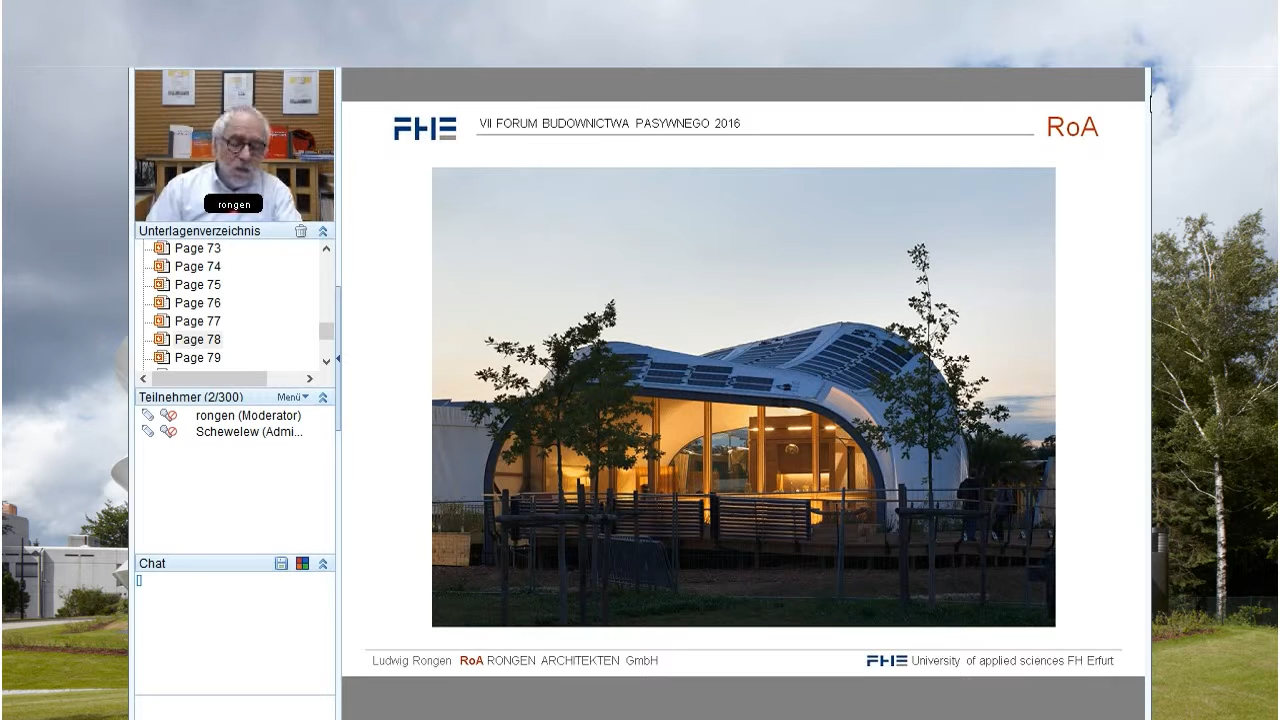 rongen
Unterlagenverzeichnis
Page 73
Page 74
Page 75
Page 76
Page 77
Page 78
Page 79
Teilnehmer (2/300) Menü
rongen (Moderator)
Schewelew (Admi...
Chat
FHE VII FORUM BUDOWNICTWA PASYWNEGO 2016 RoA
Ludwig Rongen RoA RONGEN ARCHITEKTEN GmbH FHE University of applied sciences FH Erfurt